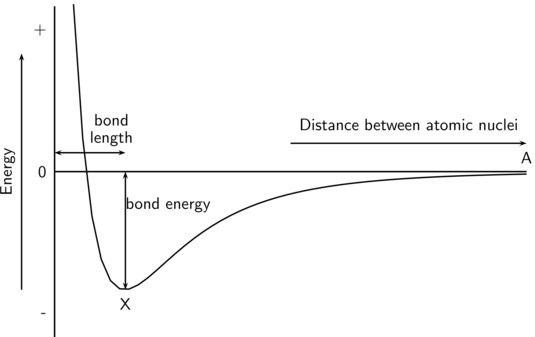 +
bond
length
Distance between atomic nuclei
A
Energy
0
bond energy
X
-